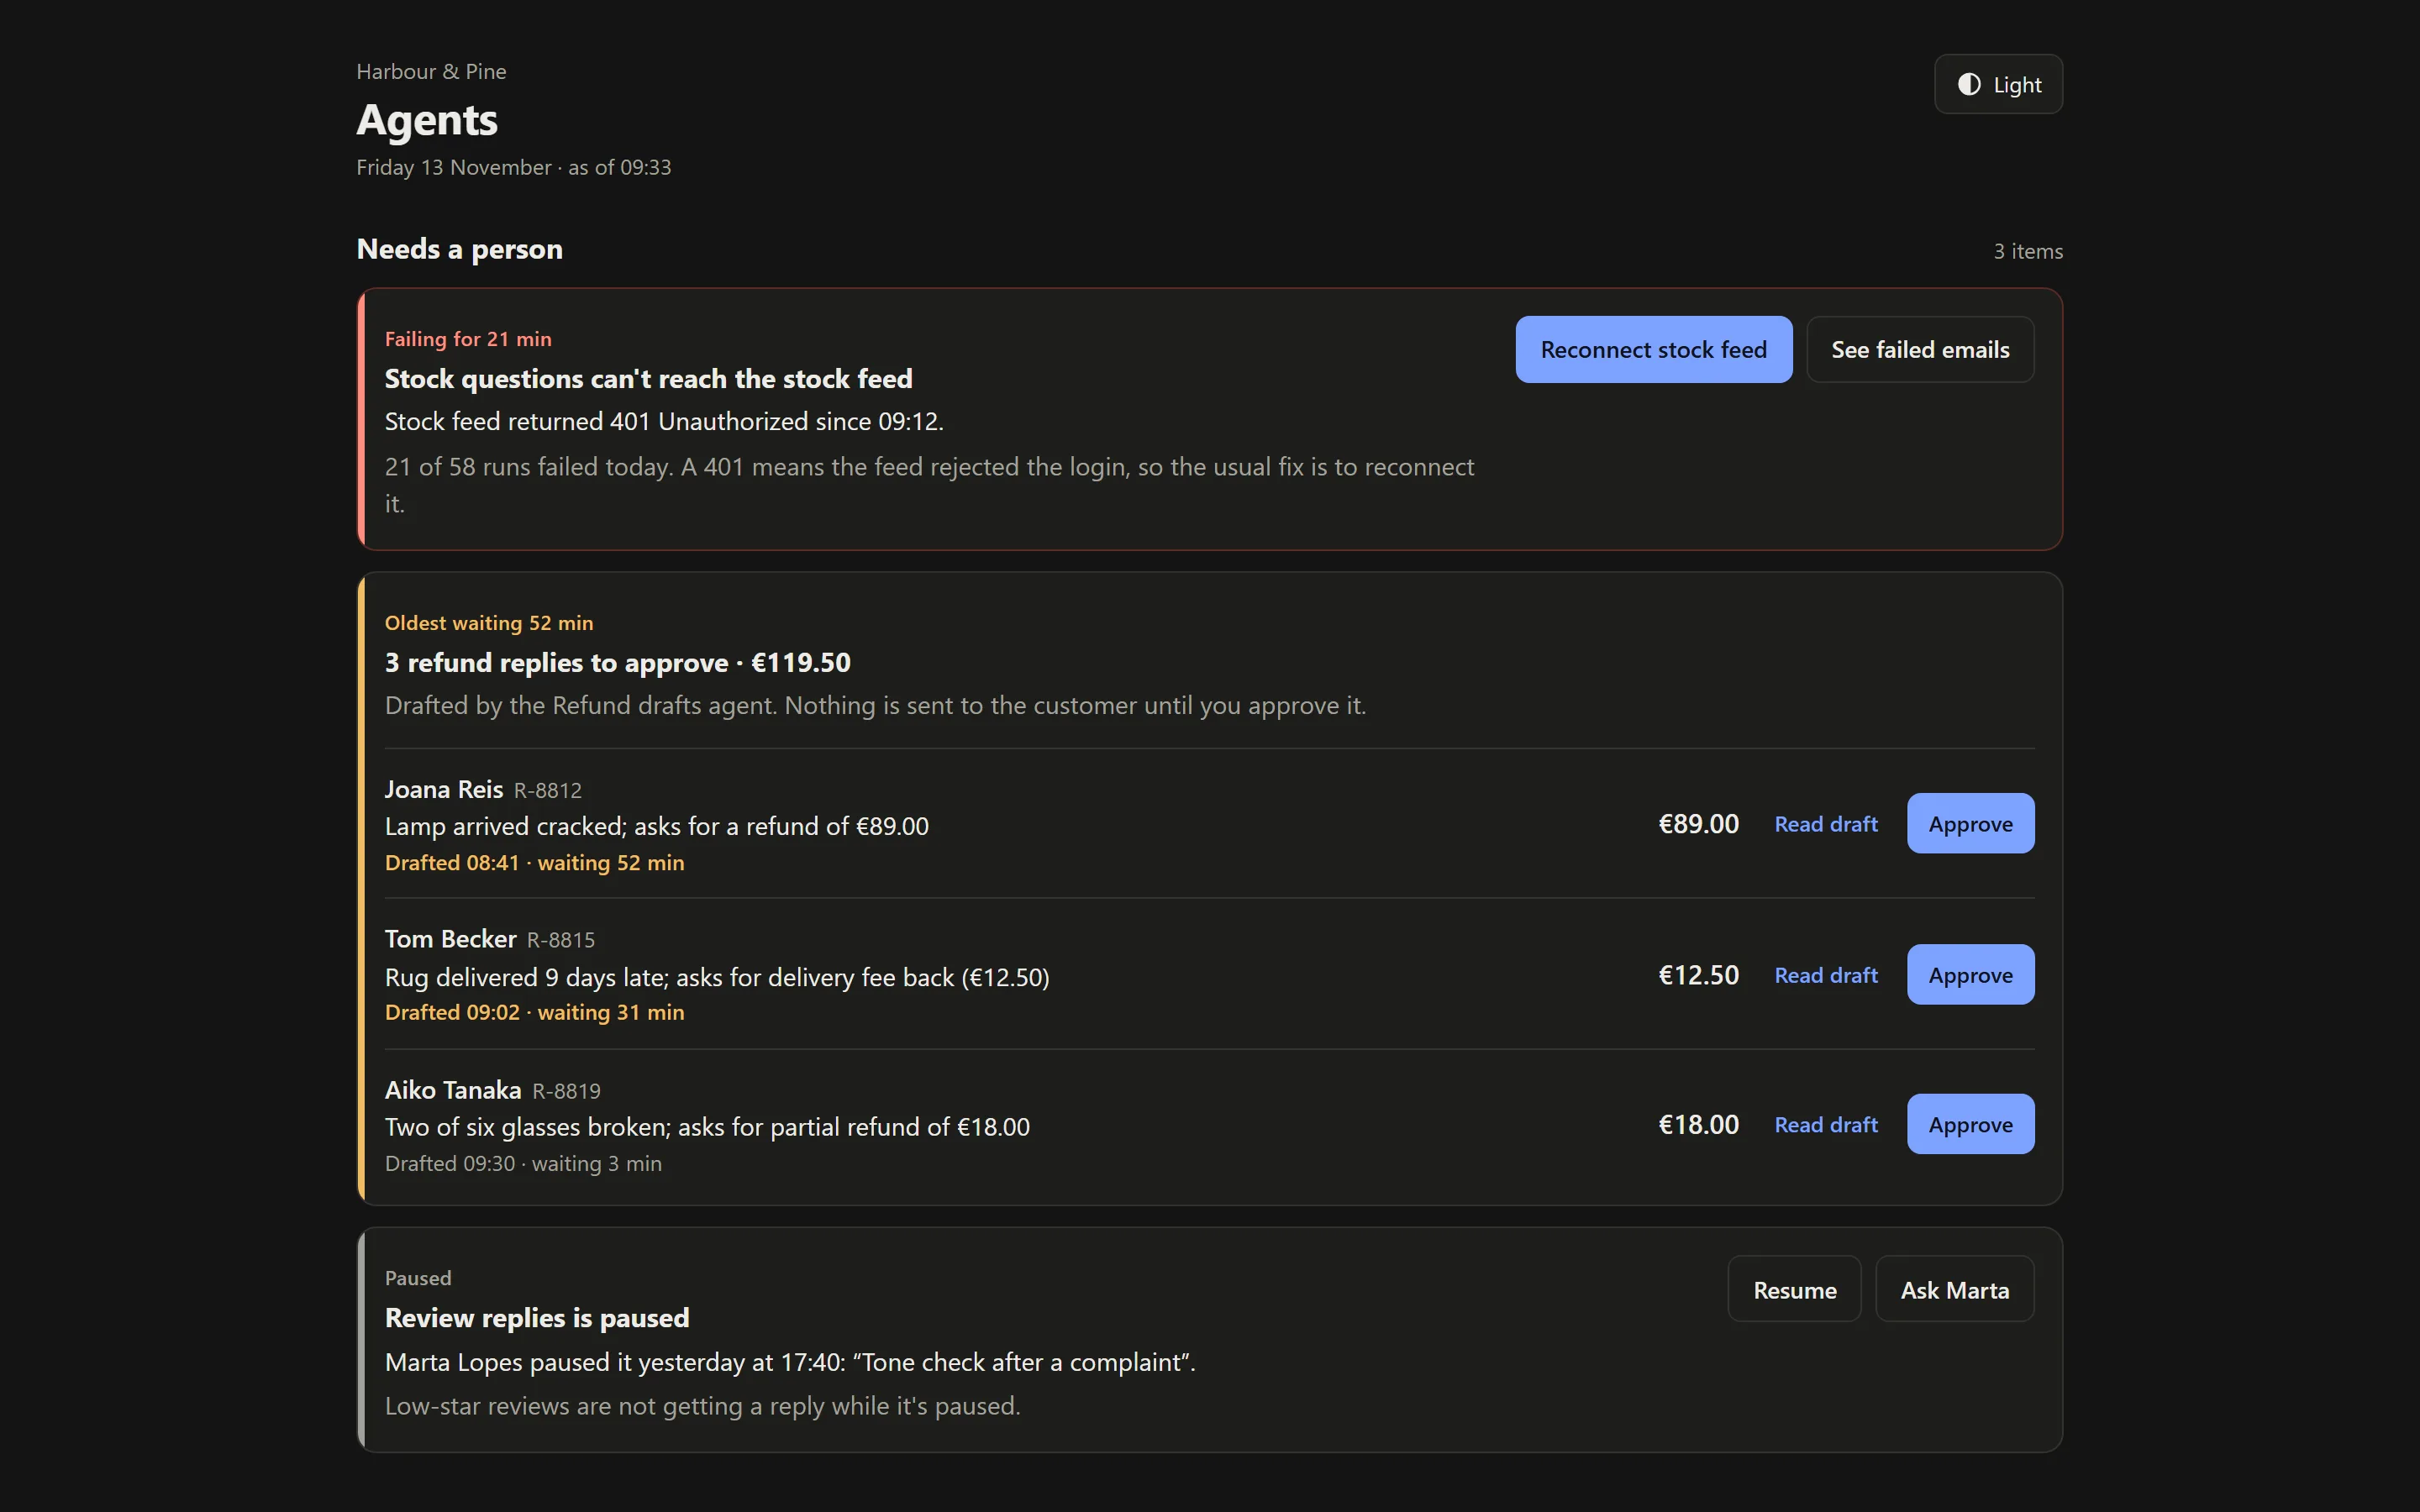 Harbour & Pine
Light
Agents
Friday 13 November · as of 09:33
Needs a person
3 items
Failing for 21 min
Reconnect stock feed
See failed emails
Stock questions can't reach the stock feed
Stock feed returned 401 Unauthorized since 09:12.
21 of 58 runs failed today. A 401 means the feed rejected the login, so the usual fix is to reconnect
it.
Oldest waiting 52 min
3 refund replies to approve · €119.50
Drafted by the Refund drafts agent. Nothing is sent to the customer until you approve it.
Joana Reis R-8812
Lamp arrived cracked; asks for a refund of €89.00
Drafted 08:41 · waiting 52 min
€89.00 Read draft Approve
Tom Becker R-8815
Rug delivered 9 days late; asks for delivery fee back (€12.50)
Drafted 09:02 · waiting 31 min
€12.50 Read draft Approve
Aiko Tanaka R-8819
Two of six glasses broken; asks for partial refund of €18.00
Drafted 09:30 · waiting 3 min
€18.00 Read draft Approve
Paused
Resume
Ask Marta
Review replies is paused
Marta Lopes paused it yesterday at 17:40: “Tone check after a complaint”.
Low-star reviews are not getting a reply while it's paused.